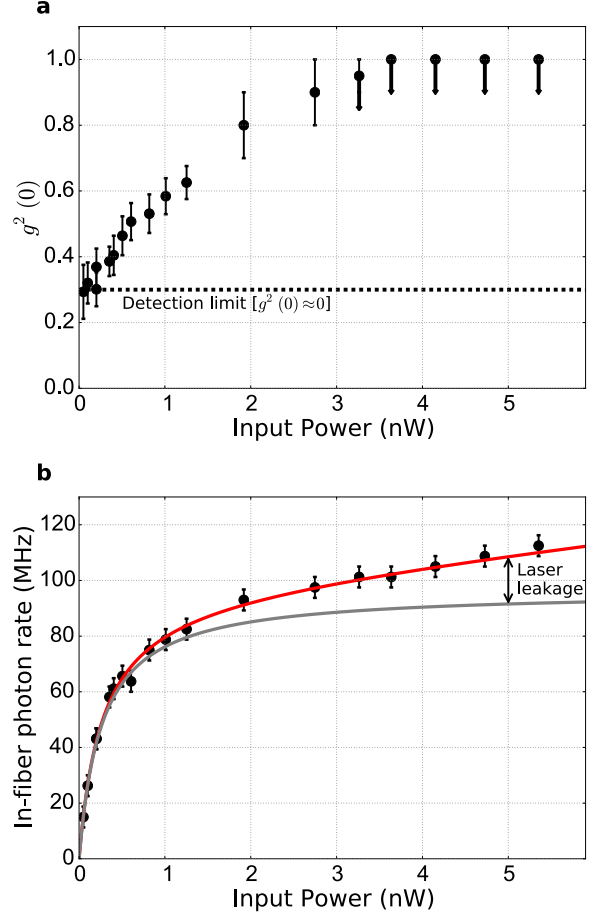 a
1.0
0.8
0.6
0.4
0.2
0.0
g² (0)
Detection limit [g² (0) ≈0]
0 1 2 3 4 5
Input Power (nW)
b
120
100
80
60
40
20
0
In-fiber photon rate (MHz)
Laser
leakage
0 1 2 3 4 5
Input Power (nW)